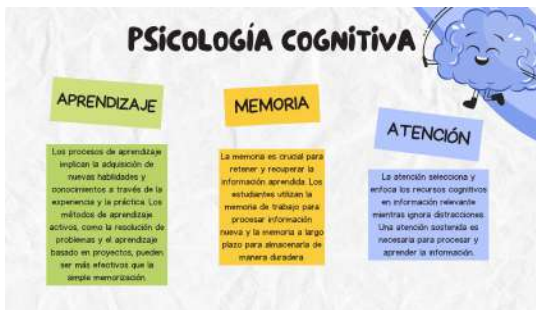 PSICOLOGÍA COGNITIVA
APRENDIZAJE
Los procesos de aprendizaje
implican la adquisición de
nuevas habilidades y
conocimientos a través de la
experiencia y la práctica. Los
métodos de aprendizaje
activos, como la resolución de
problemas y el aprendizaje
basado en proyectos, pueden
ser más efectivos que la
simple memorización.
MEMORIA
La memoria es crucial para
retener y recuperar la
información aprendida. Los
estudiantes utilizan la
memoria de trabajo para
procesar información
nueva y la memoria a largo
plazo para almacenarla de
manera duradera
ATENCIÓN
La atención selecciona y
enfoca los recursos cognitivos
en información relevante
mientras ignora distracciones.
Una atención sostenida es
necesaria para procesar y
aprender la información.